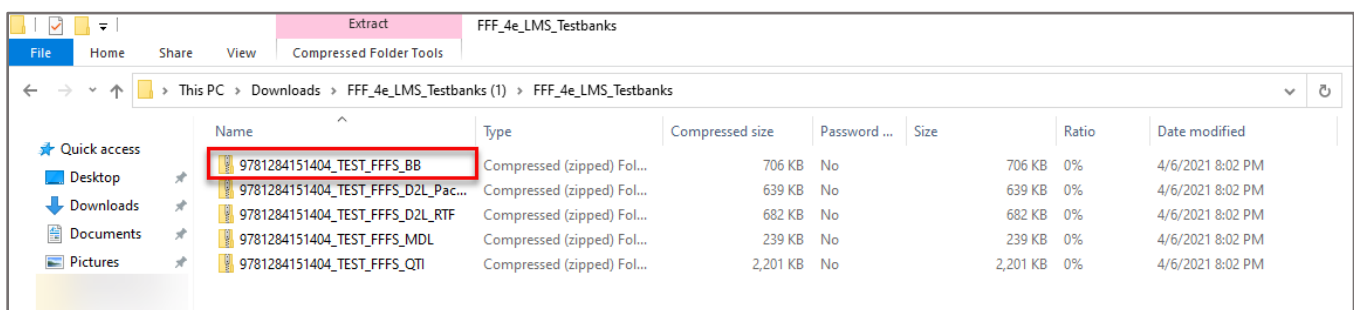 Extract FFF_4e_LMS_Testbanks
File Home Share View Compressed Folder Tools
This PC > Downloads > FFF_4e_LMS_Testbanks (1) > FFF_4e_LMS_Testbanks
Name Type Compressed size Password ... Size Ratio Date modified
Quick access
Desktop
Downloads
Documents
Pictures
9781284151404_TEST_FFFS_BB Compressed (zipped) Fol... 706 KB No 706 KB 0% 4/6/2021 8:02 PM
9781284151404_TEST_FFFS_D2L_Pac... Compressed (zipped) Fol... 639 KB No 639 KB 0% 4/6/2021 8:02 PM
9781284151404_TEST_FFFS_D2L_RTF Compressed (zipped) Fol... 682 KB No 682 KB 0% 4/6/2021 8:02 PM
9781284151404_TEST_FFFS_MDL Compressed (zipped) Fol... 239 KB No 239 KB 0% 4/6/2021 8:02 PM
9781284151404_TEST_FFFS_QTI Compressed (zipped) Fol... 2,201 KB No 2,201 KB 0% 4/6/2021 8:02 PM